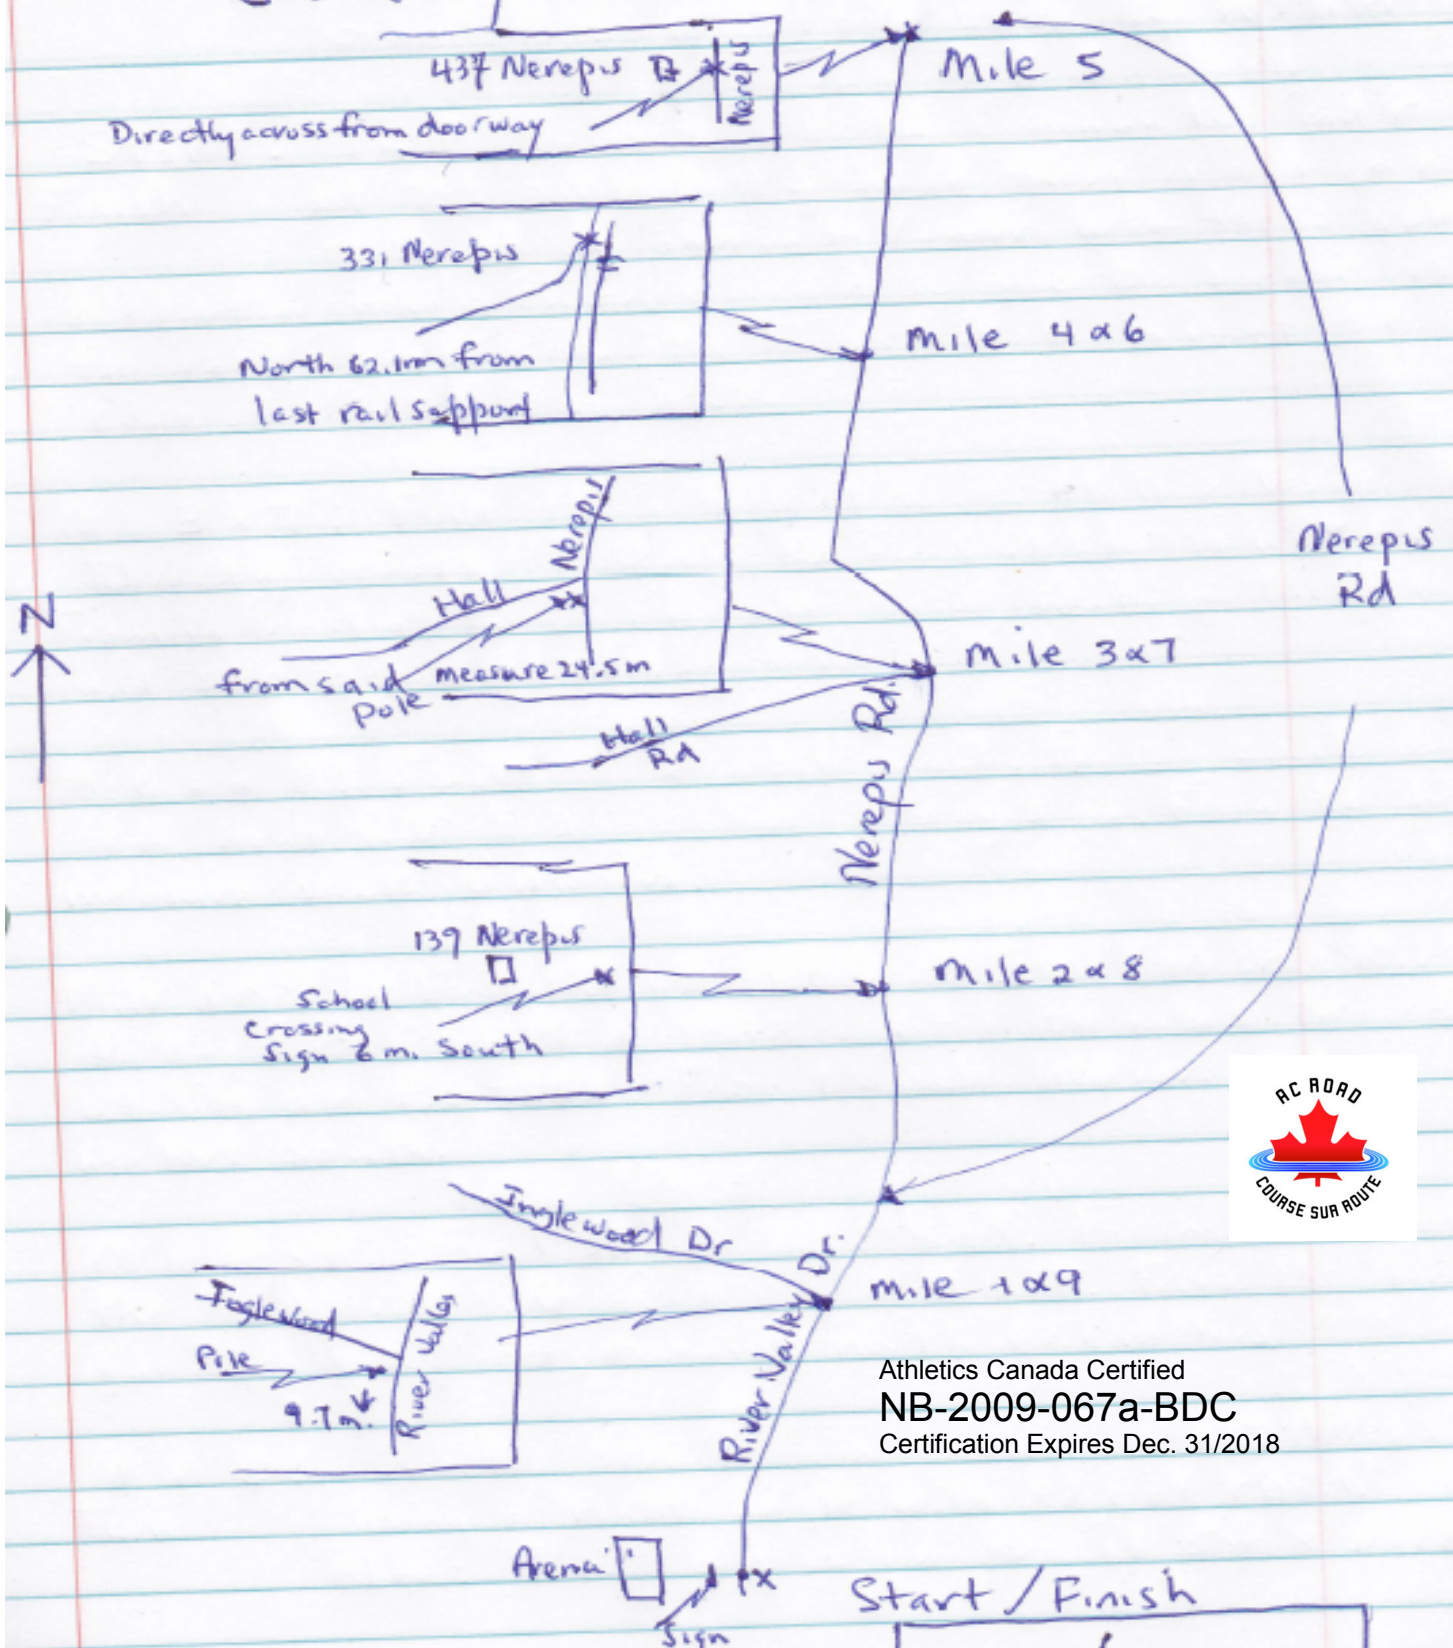 437 Nerepis
Nerepis
Mile 5
Directly across from doorway
331 Nerepis
Mile 4 & 6
North 62.1m from
last rail support
Nerepis
Rd
Nerepis
Hall
N
Mile 3 & 7
from said
Pole
measure 24.5m
Hall
Rd
Nerepis Rd.
139 Nerepis
Mile 2 & 8
School
Crossing
Sign 6 m. South
AC ROAD
COURSE SUR ROUTE
Inglewood Dr
River Valley Dr.
Mile 1 & 9
Inglewood
River Valley
Pole
9.7 m.
Athletics Canada Certified
NB-2009-067a-BDC
Certification Expires Dec. 31/2018
Arena
Sign
Start / Finish